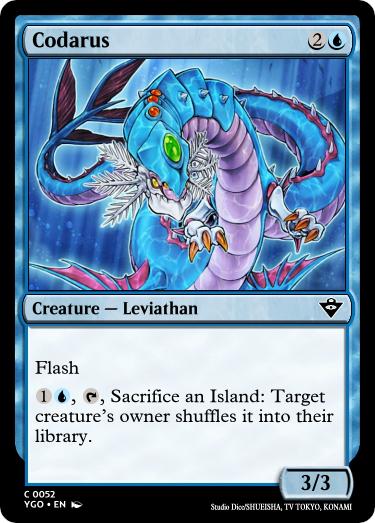 Codarus 2
Creature — Leviathan
Flash
1, , Sacrifice an Island: Target
creature's owner shuffles it into their
library.
3/3
C 0052
YGO • EN
Studio Dice/SHUEISHA, TV TOKYO, KONAMI